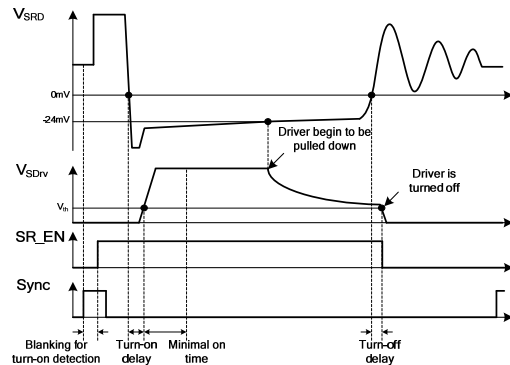 VSRD
0mV
-24mV
Driver begin to be
pulled down
VSDrv
Driver is
turned off
Vth
SR_EN
Sync
Blanking for
turn-on detection
Turn-on
delay
Minimal on
time
Turn-off
delay